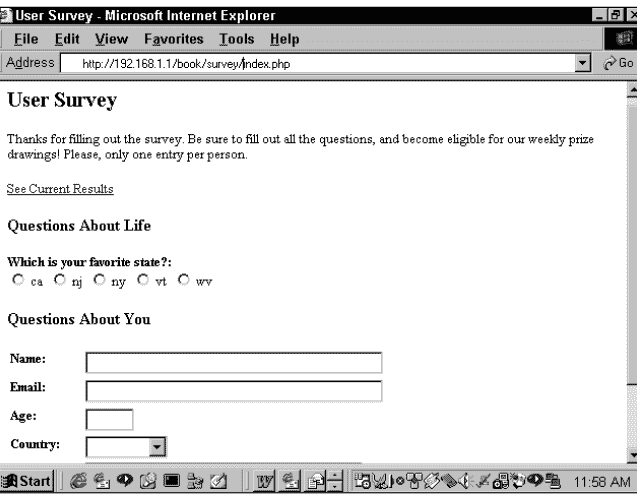 User Survey - Microsoft Internet Explorer
File Edit View Favorites Tools Help
Address http://192.168.1.1/book/survey/index.php Go
User Survey
Thanks for filling out the survey. Be sure to fill out all the questions, and become eligible for our weekly prize
drawings! Please, only one entry per person.
See Current Results
Questions About Life
Which is your favorite state?:
ca nj ny vt wv
Questions About You
Name:
Email:
Age:
Country:
Start 11:58 AM